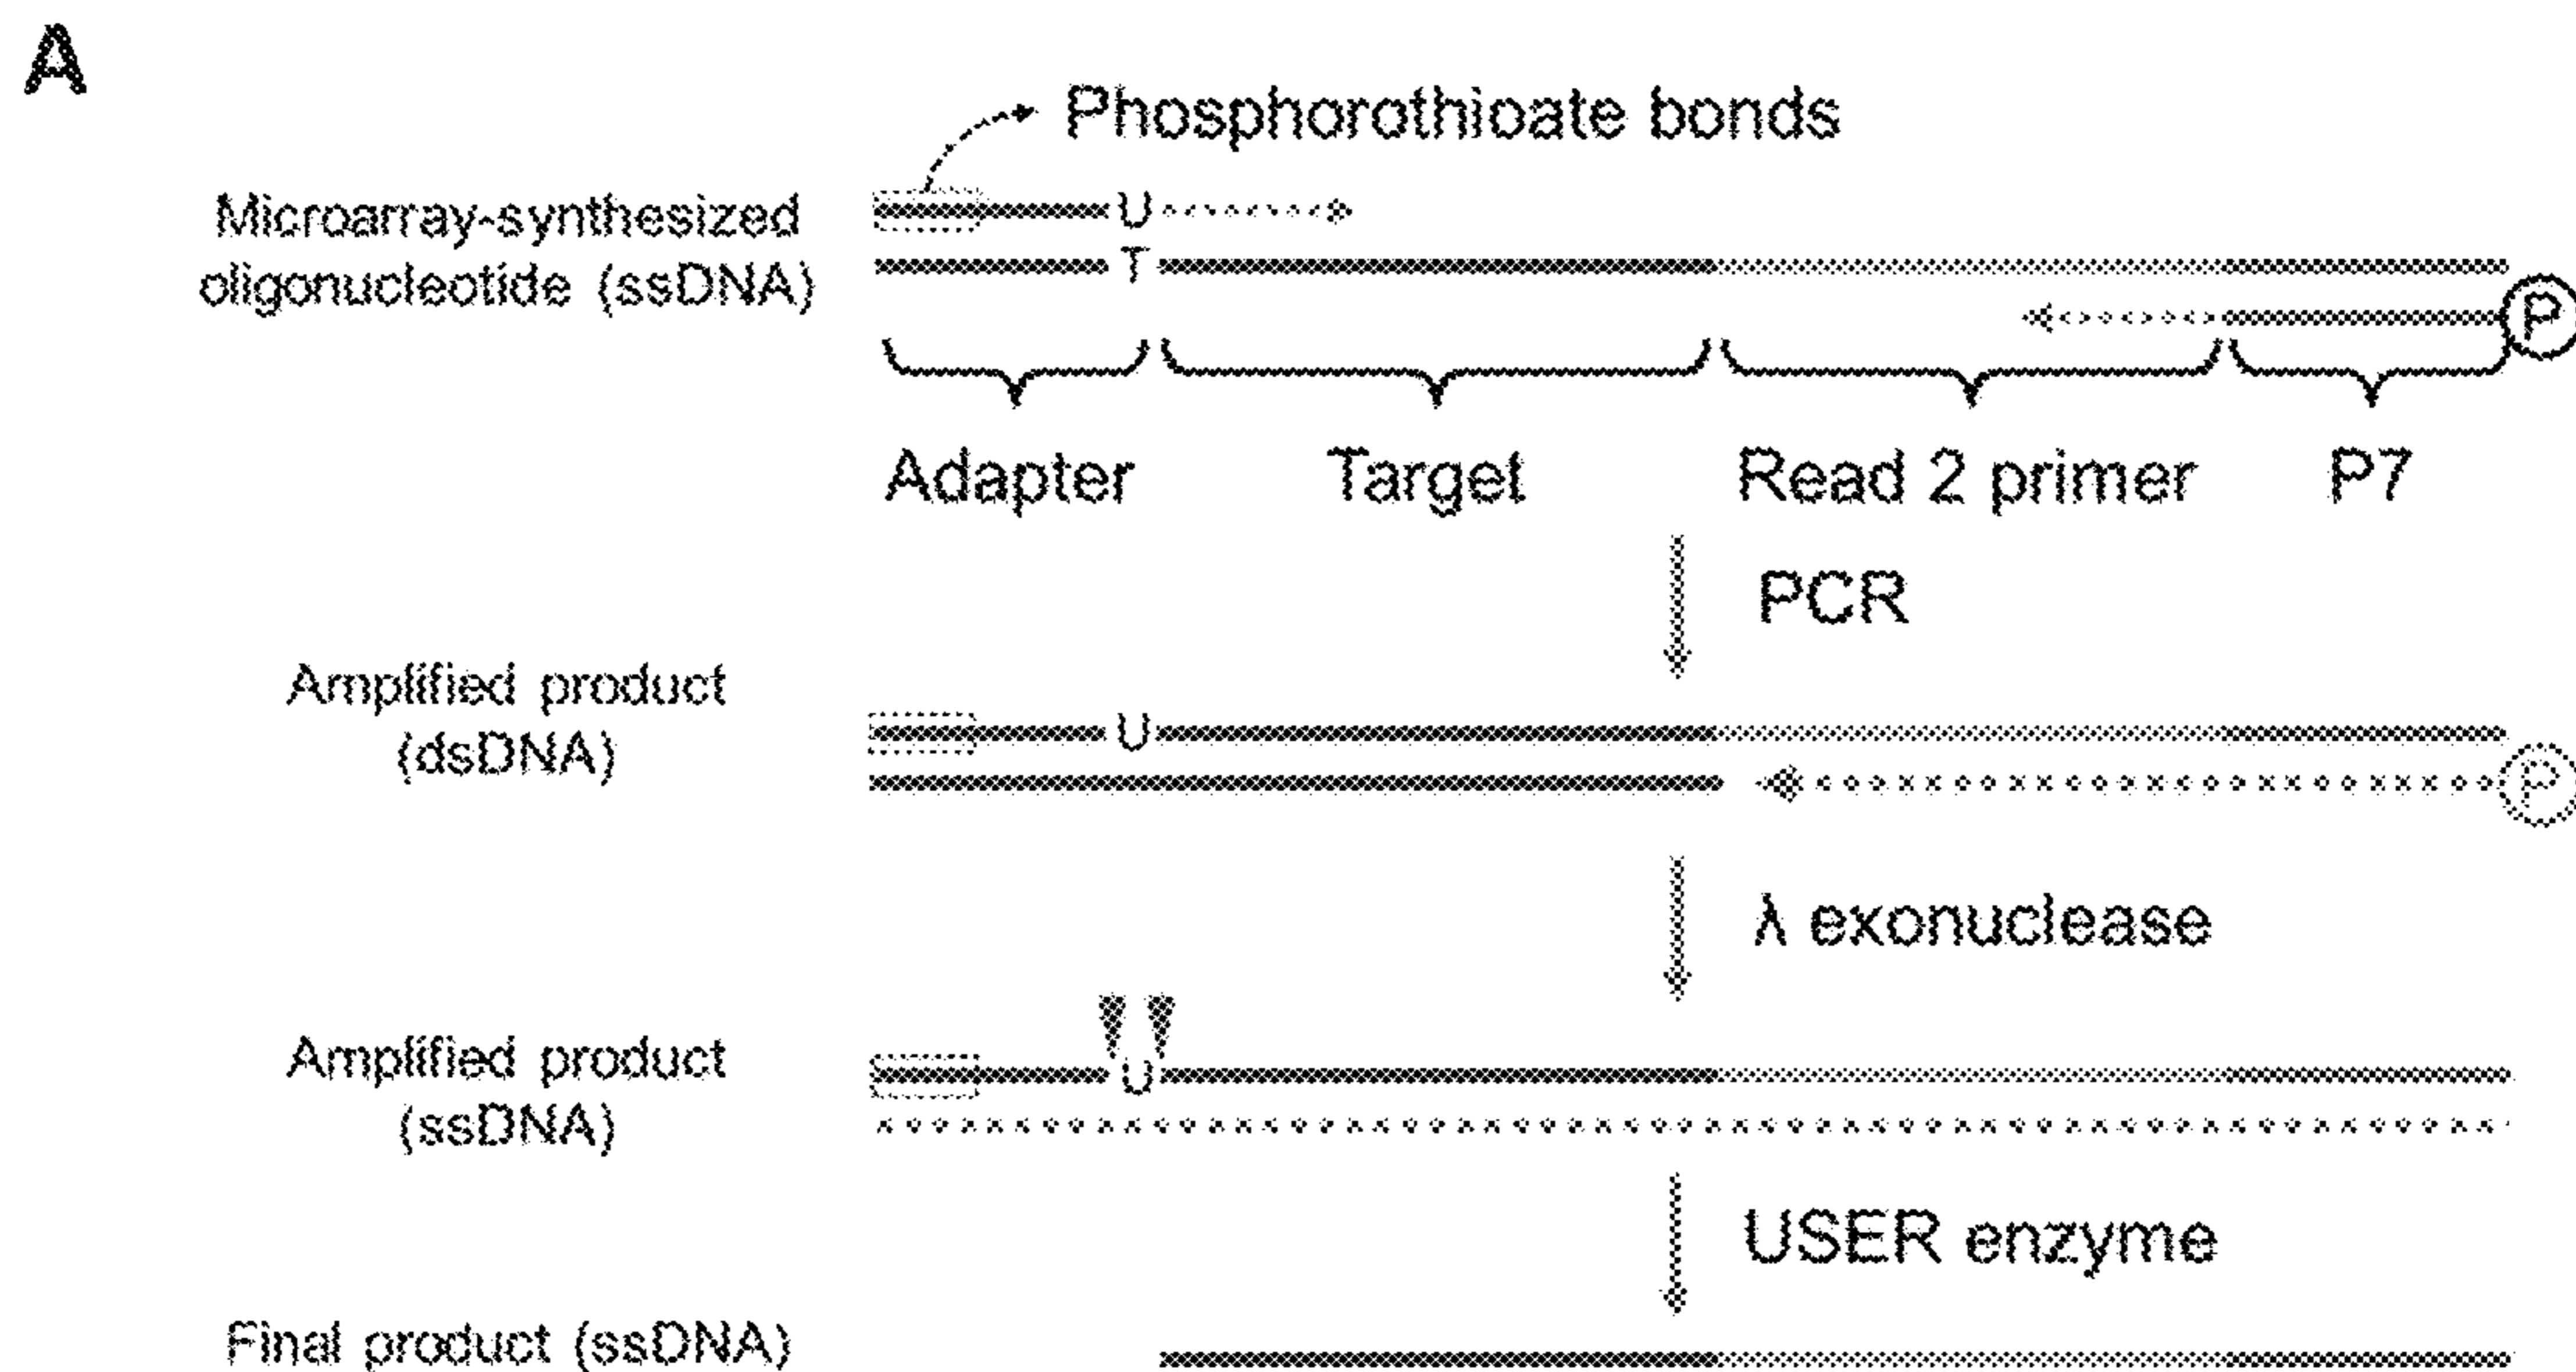 A
Phosphorothioate bonds
Microarray-synthesized
oligonucleotide (ssDNA)
U
T
P
Adapter
Target
Read 2 primer
P7
PCR
Amplified product
(dsDNA)
U
P
λ exonuclease
Amplified product
(ssDNA)
U
USER enzyme
Final product (ssDNA)